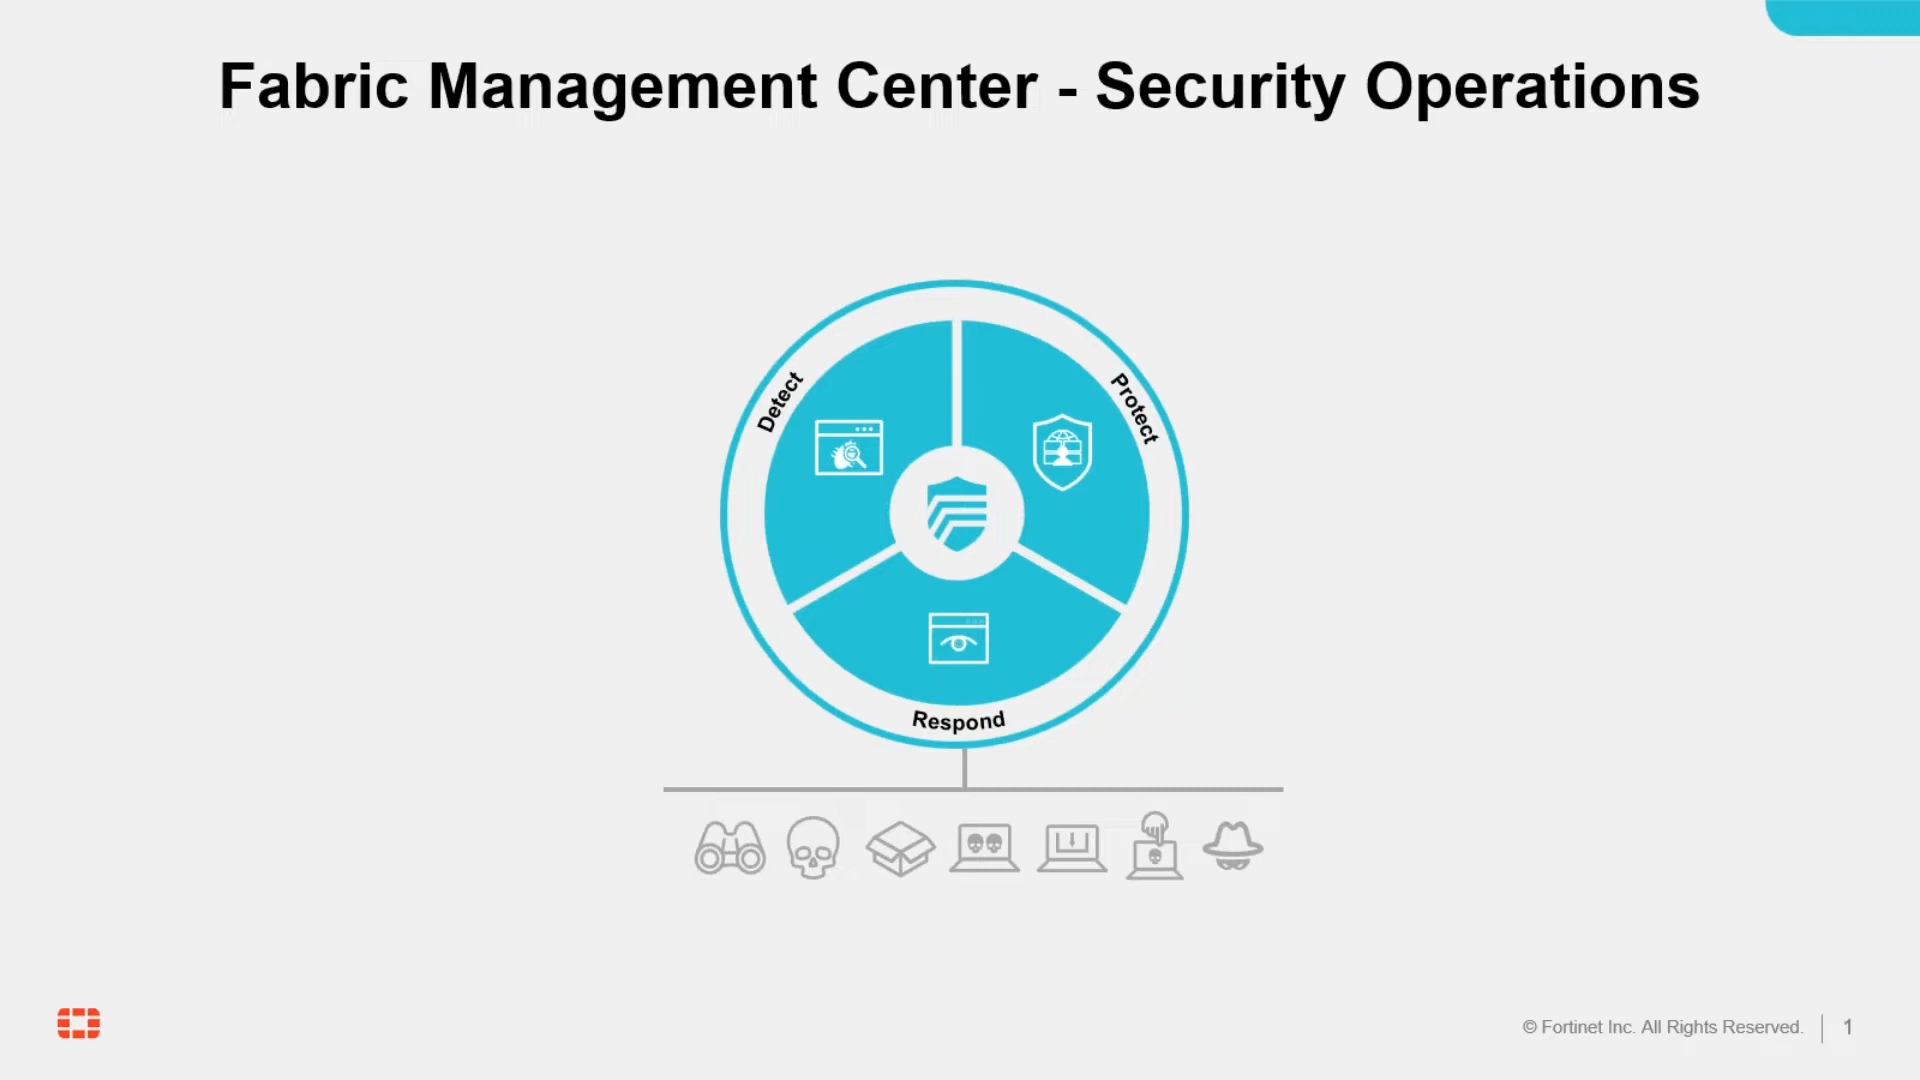 Fabric Management Center - Security Operations
Detect
Protect
Respond
© Fortinet Inc. All Rights Reserved.
1